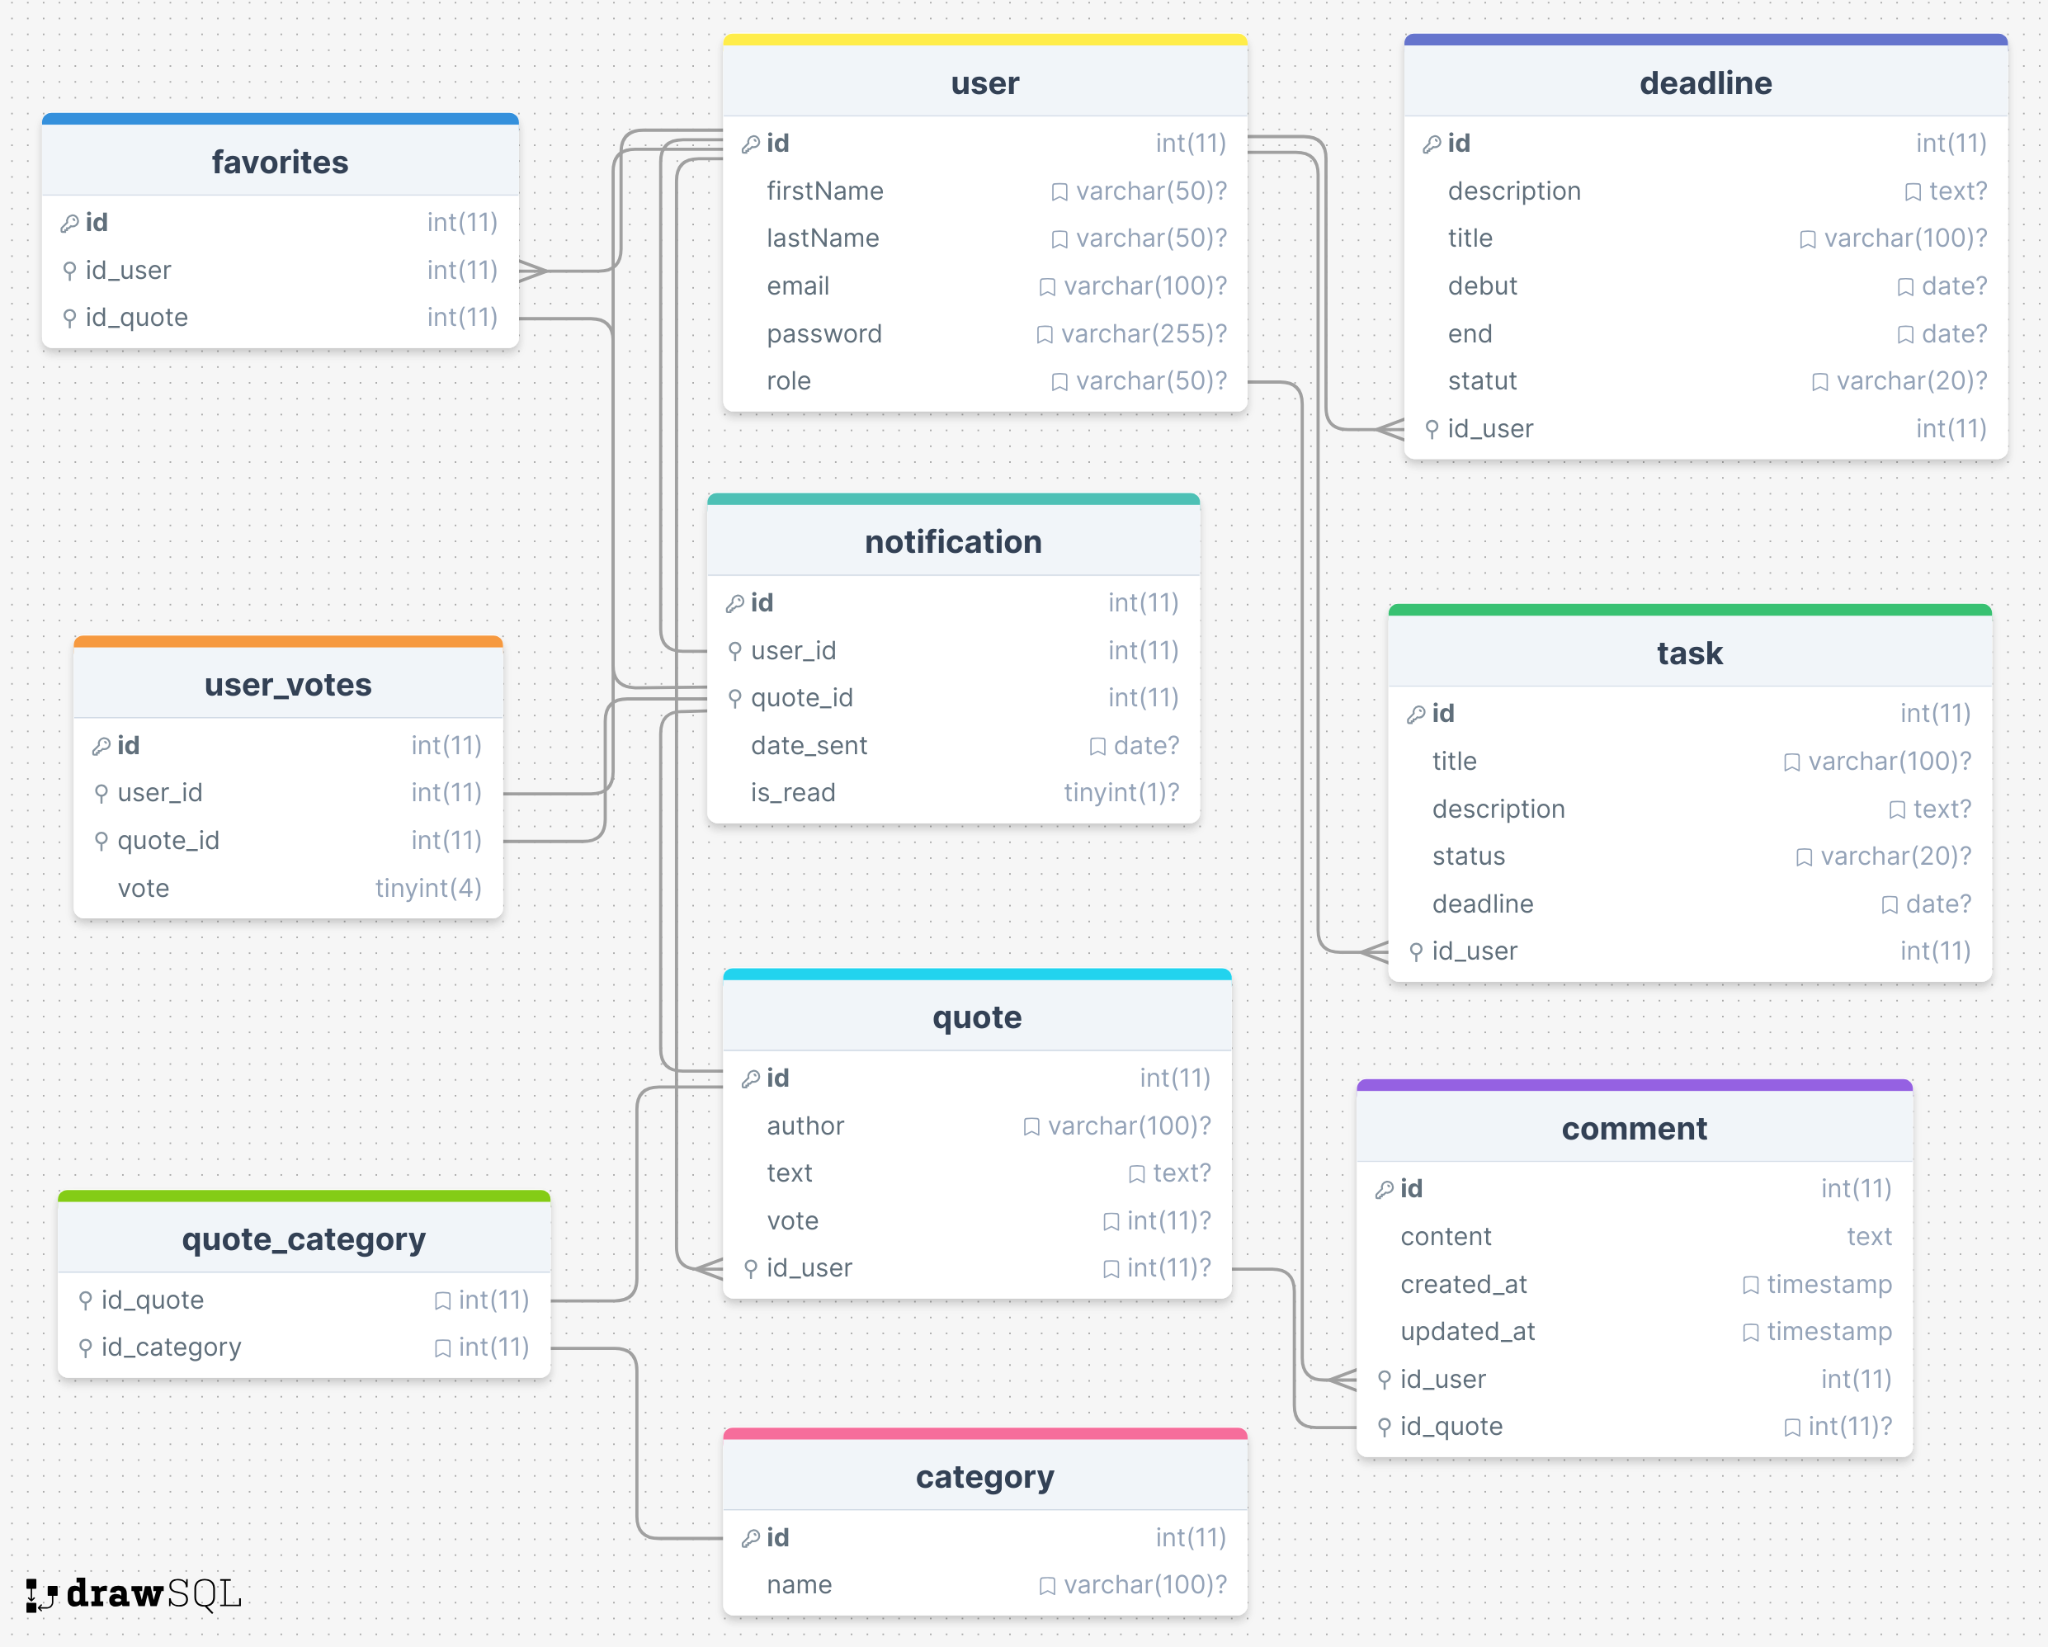 user
id int(11)
firstName varchar(50)?
lastName varchar(50)?
email varchar(100)?
password varchar(255)?
role varchar(50)?
deadline
id int(11)
description text?
title varchar(100)?
debut date?
end date?
statut varchar(20)?
id_user int(11)
favorites
id int(11)
id_user int(11)
id_quote int(11)
notification
id int(11)
user_id int(11)
quote_id int(11)
date_sent date?
is_read tinyint(1)?
task
id int(11)
title varchar(100)?
description text?
status varchar(20)?
deadline date?
id_user int(11)
user_votes
id int(11)
user_id int(11)
quote_id int(11)
vote tinyint(4)
quote
id int(11)
author varchar(100)?
text text?
vote int(11)?
id_user int(11)?
comment
id int(11)
content text
created_at timestamp
updated_at timestamp
id_user int(11)
id_quote int(11)?
quote_category
id_quote int(11)
id_category int(11)
category
id int(11)
name varchar(100)?
drawSQL